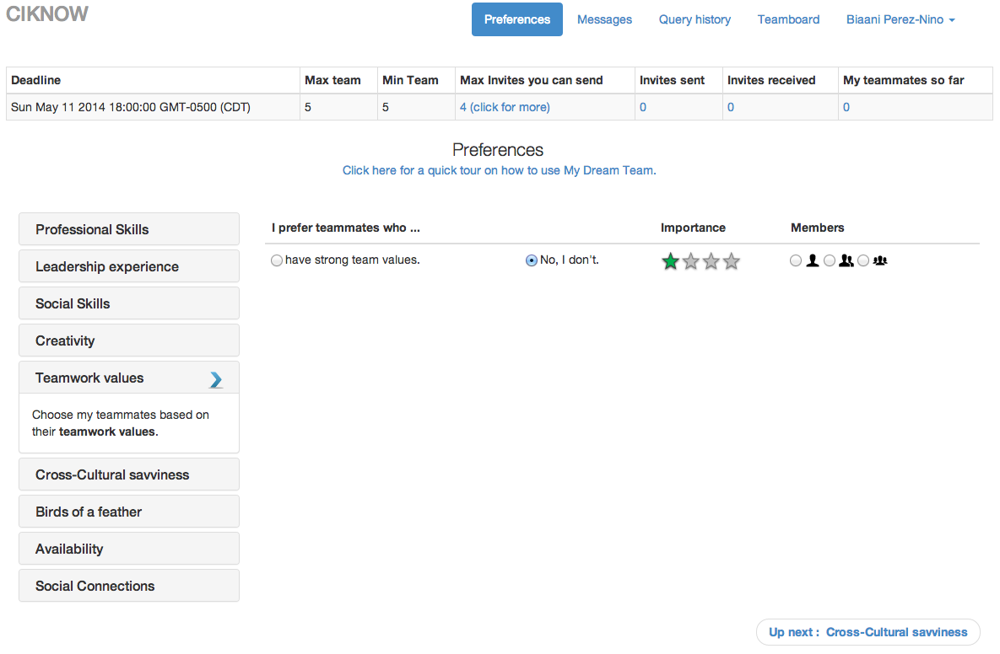 CIKNOW
Preferences Messages Query history Teamboard Biaani Perez-Nino
Deadline Max team Min Team Max Invites you can send Invites sent Invites received My teammates so far
Sun May 11 2014 18:00:00 GMT-0500 (CDT) 5 5 4 (click for more) 0 0 0
Preferences
Click here for a quick tour on how to use My Dream Team.
Professional Skills
Leadership experience
Social Skills
Creativity
Teamwork values
Choose my teammates based on
their teamwork values.
Cross-Cultural savviness
Birds of a feather
Availability
Social Connections
I prefer teammates who ... Importance Members
have strong team values. No, I don't.
Up next : Cross-Cultural savviness